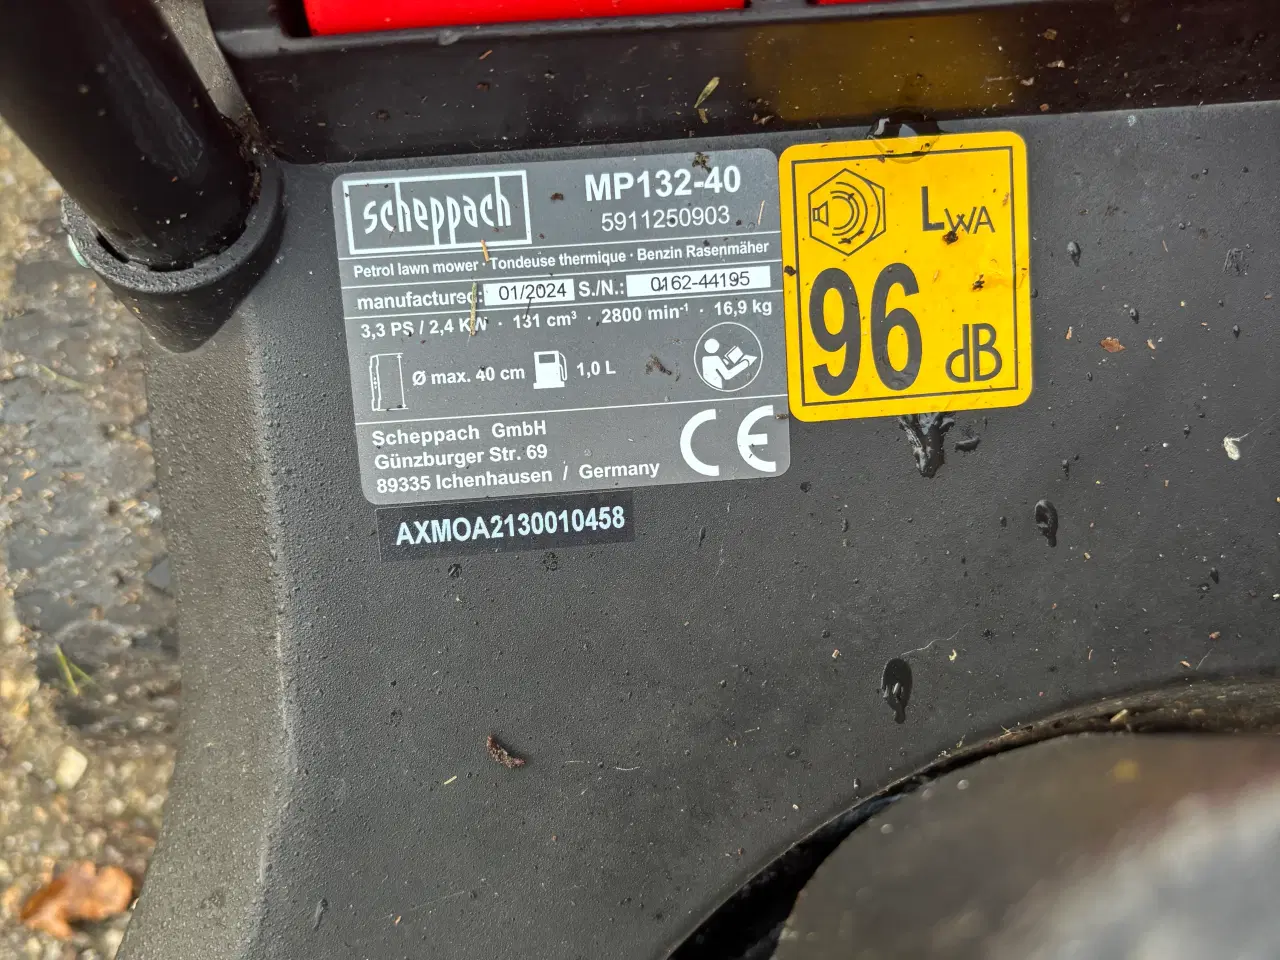 scheppach
MP132-40
5911250903
Petrol lawn mower · Tondeuse thermique · Benzin Rasenmäher
manufactured: 01/2024 S./N.: 0162-44195
3,3 PS / 2,4 KW · 131 cm³ · 2800 min⁻¹ · 16,9 kg
Ø max. 40 cm 1,0 L
Scheppach GmbH
Günzburger Str. 69
89335 Ichenhausen / Germany
CE
AXMOA2130010458
LWA
96 dB